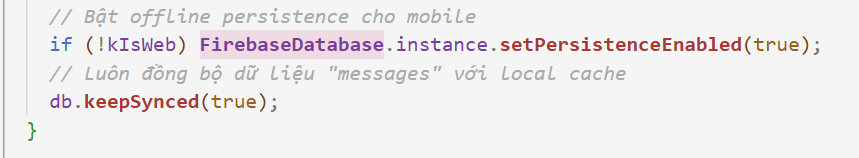 // Bật offline persistence cho mobile
if (!kIsWeb) FirebaseDatabase.instance.setPersistenceEnabled(true);
// Luôn đồng bộ dữ liệu "messages" với local cache
db.keepSynced(true);
}